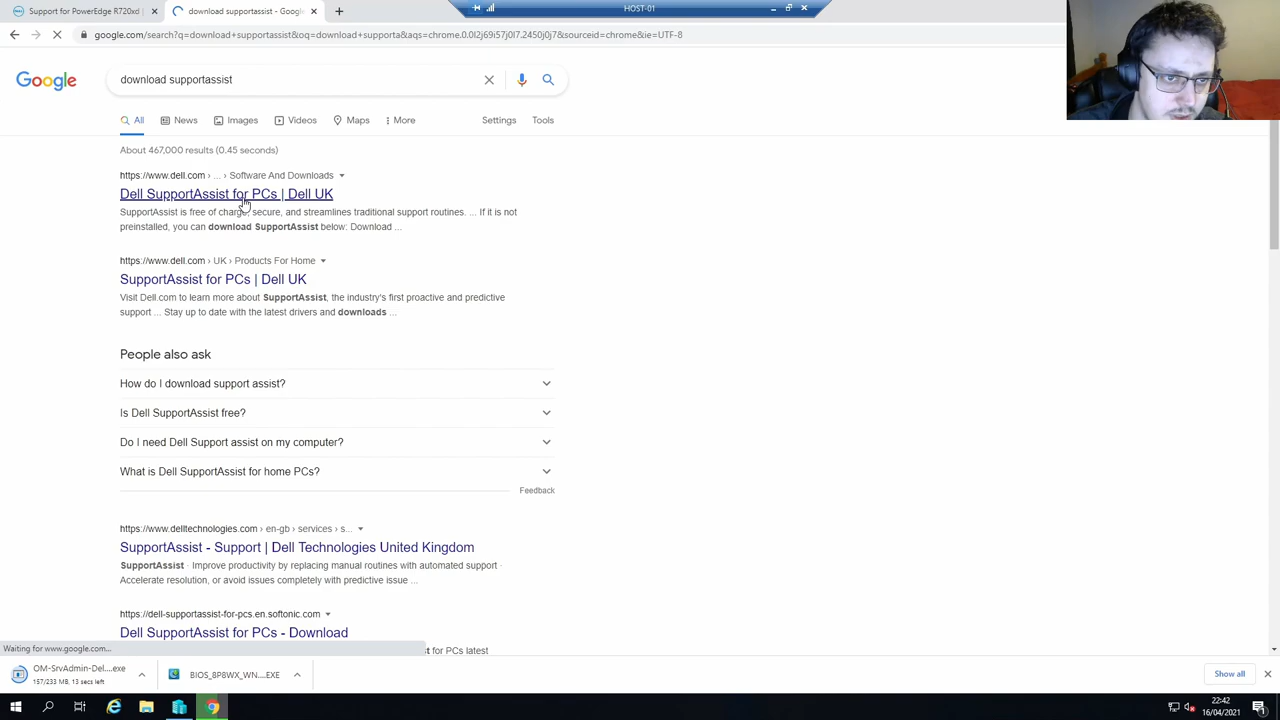 Support for PowerEdge R720xd |
download supportassist - Google
HOST-01
google.com/search?q=download+supportassist&oq=download+supporta&aqs=chrome.0.0l2j69i57j0l7.2450j0j7&sourceid=chrome&ie=UTF-8
Google
download supportassist
All
News
Images
Videos
Maps
More
Settings
Tools
About 467,000 results (0.45 seconds)
https://www.dell.com › ... › Software And Downloads
Dell SupportAssist for PCs | Dell UK
SupportAssist is free of charge, secure, and streamlines traditional support routines. ... If it is not
preinstalled, you can download SupportAssist below: Download ...
https://www.dell.com › UK › Products For Home
SupportAssist for PCs | Dell UK
Visit Dell.com to learn more about SupportAssist, the industry's first proactive and predictive
support ... Stay up to date with the latest drivers and downloads ...
People also ask
How do I download support assist?
Is Dell SupportAssist free?
Do I need Dell Support assist on my computer?
What is Dell SupportAssist for home PCs?
Feedback
https://www.delltechnologies.com › en-gb › services › s...
SupportAssist - Support | Dell Technologies United Kingdom
SupportAssist · Improve productivity by replacing manual routines with automated support ·
Accelerate resolution, or avoid issues completely with predictive issue ...
https://dell-supportassist-for-pcs.en.softonic.com
Dell SupportAssist for PCs - Download
Waiting for www.google.com...
st for PCs latest
OM-SrvAdmin-Del....exe
157/233 MB, 13 secs left
BIOS_8P8WX_WN....EXE
Show all
22:42
16/04/2021
1